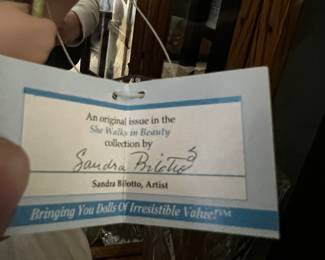 An original issue in the
She Walks in Beauty
collection by
Sandra Bilotto
Sandra Bilotto, Artist
Bringing You Dolls Of Irresistible Value!™